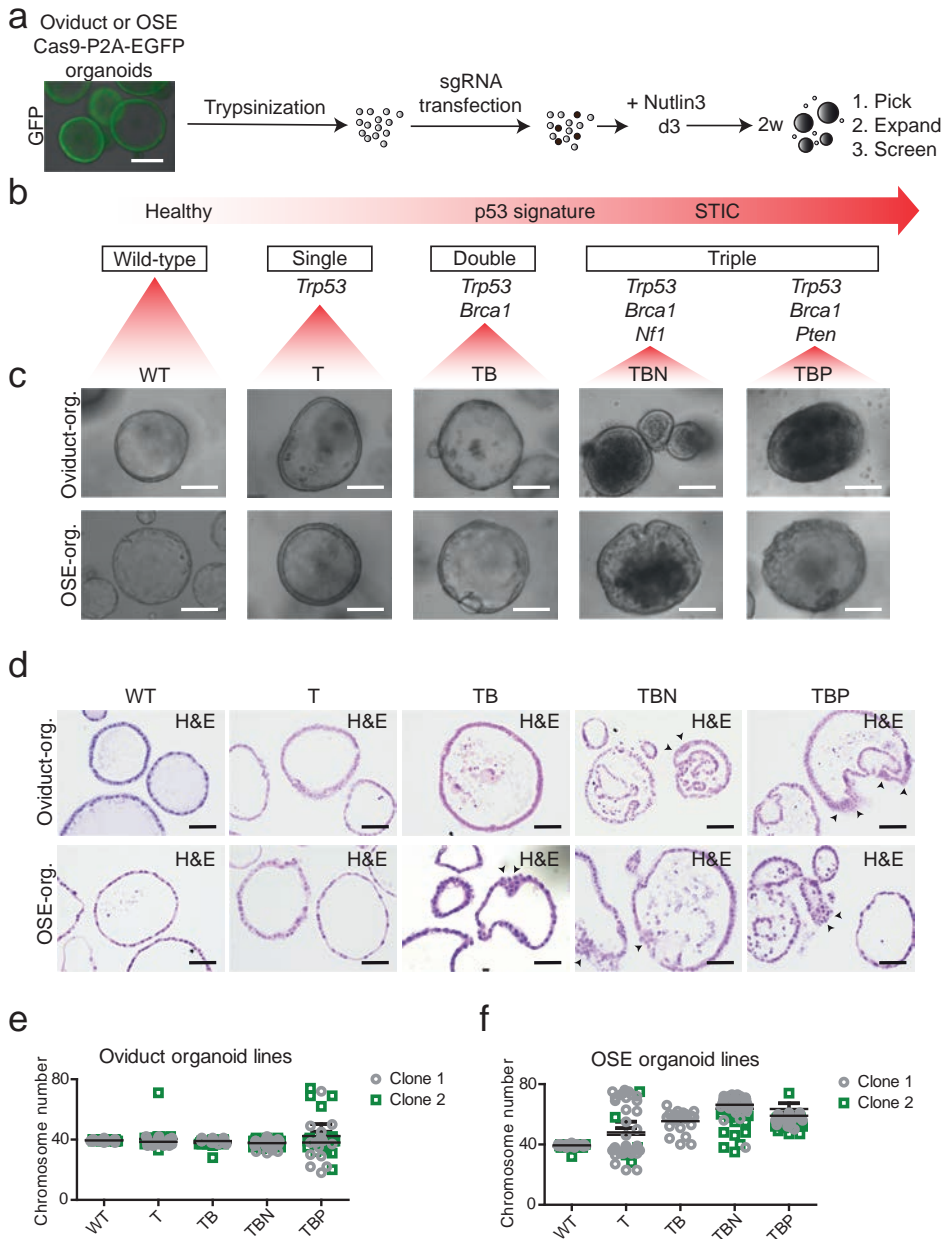 a
Oviduct or OSE
Cas9-P2A-EGFP
organoids
GFP
Trypsinization
sgRNA
transfection
+ Nutlin3
d3
2w
1. Pick
2. Expand
3. Screen
b
Healthy p53 signature STIC
Wild-type Single Double Triple
Trp53 Trp53 Trp53 Trp53
Brca1 Brca1 Brca1
Nf1 Pten
c
WT T TB TBN TBP
Oviduct-org.
OSE-org.
d
WT T TB TBN TBP
Oviduct-org.
H&E H&E H&E H&E H&E
OSE-org.
H&E H&E H&E H&E H&E
e
Oviduct organoid lines
Chromosome number
80
40
0
WT T TB TBN TBP
Clone 1
Clone 2
f
OSE organoid lines
Chromosome number
80
40
0
WT T TB TBN TBP
Clone 1
Clone 2